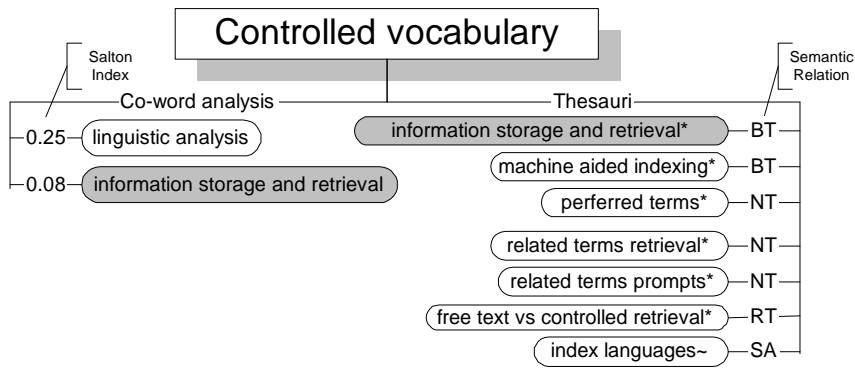 Controlled vocabulary
Salton
Index
Semantic
Relation
Co-word analysis
Thesauri
0.25 linguistic analysis
0.08 information storage and retrieval
information storage and retrieval* BT
machine aided indexing* BT
perferred terms* NT
related terms retrieval* NT
related terms prompts* NT
free text vs controlled retrieval* RT
index languages~ SA